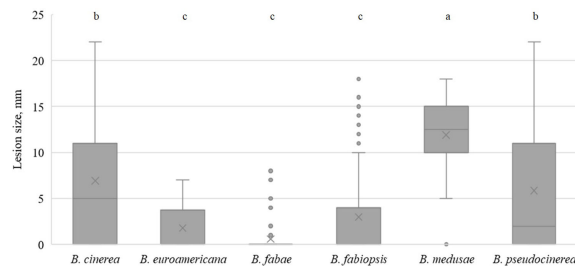 b c c c a b
25
20
15
10
5
0
Lesion size, mm
B. cinerea B. euroamericana B. fabae B. fabiopsis B. medusae B. pseudocinerea